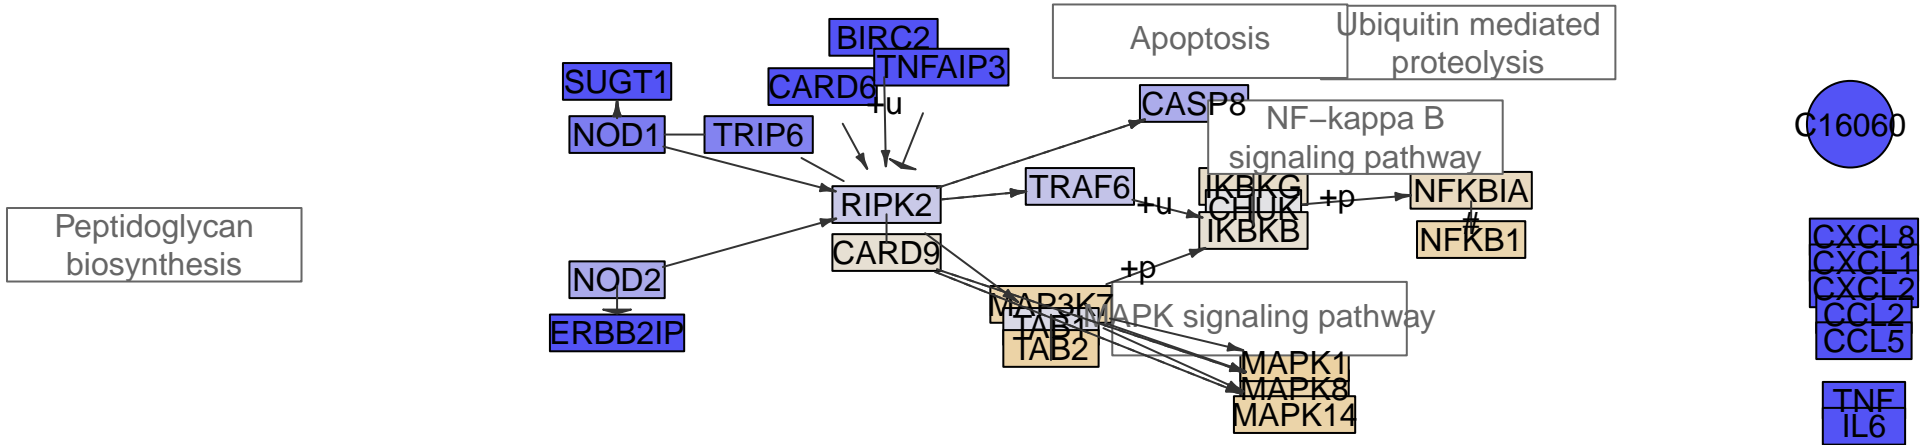 BIRC2
Apoptosis
Ubiquitin mediated
proteolysis
TNFAIP3
SUGT1
CARD6
+u
CASP8
NOD1
TRIP6
NF−kappa B
signaling pathway
C16060
IKBKG
TRAF6
+u
CHUK
+p
NFKBIA
RIPK2
IKBKB
#
NFKB1
Peptidoglycan
biosynthesis
CARD9
+p
NOD2
MAP3K7
TAB1
TAB2
MAPK signaling pathway
ERBB2IP
MAPK1
MAPK8
MAPK14
CXCL8
CXCL1
CXCL2
CCL2
CCL5
TNF
IL6